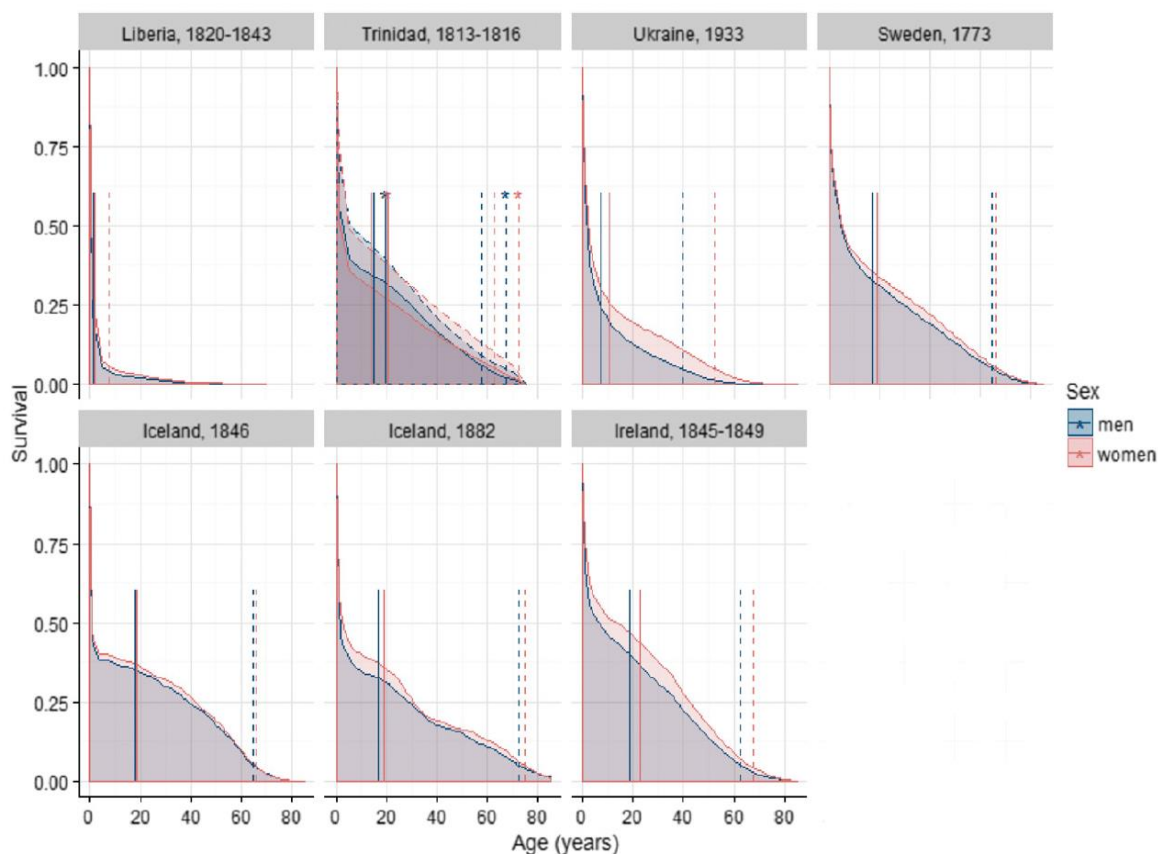 Liberia, 1820-1843
Trinidad, 1813-1816
Ukraine, 1933
Sweden, 1773
1.00
0.75
0.50
0.25
0.00
Survival
Iceland, 1846
Iceland, 1882
Ireland, 1845-1849
1.00
0.75
0.50
0.25
0.00
0 20 40 60 80
0 20 40 60 80
0 20 40 60 80
Age (years)
Sex
men
women